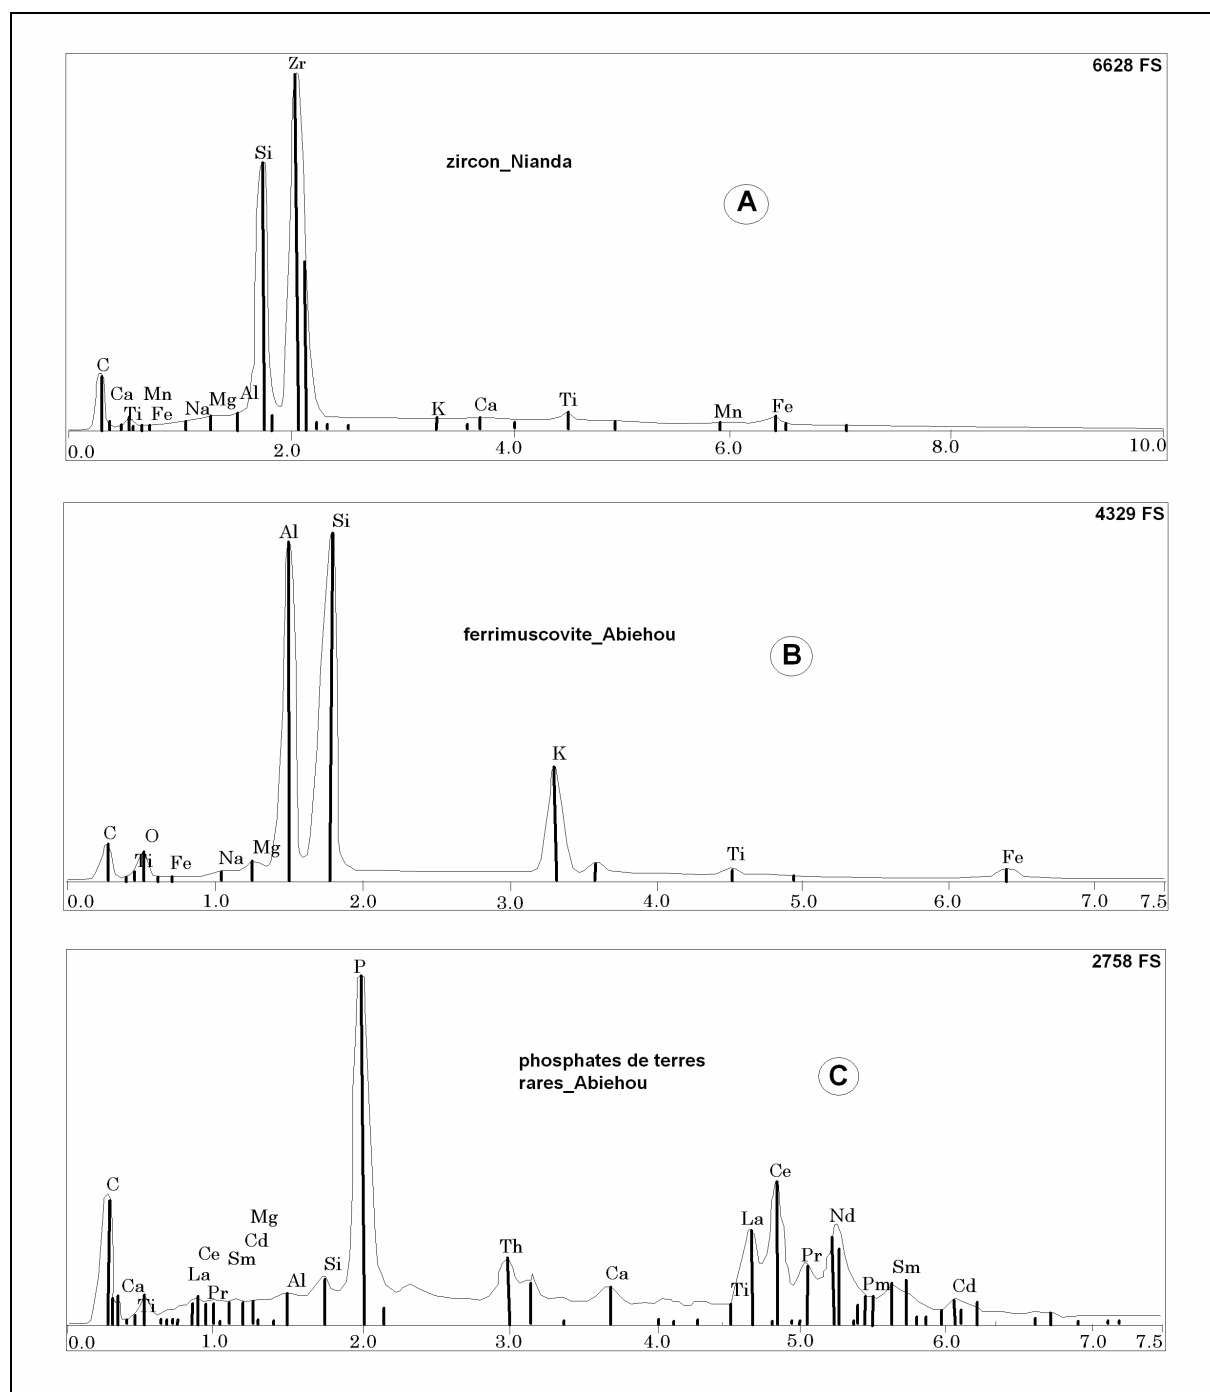 6628 FS
Zr
Si
zircon_Nianda
A
C
Ca Mn Mg Al
Ti Fe Na K Ca Ti Mn Fe
0.0 2.0 4.0 6.0 8.0 10.0
4329 FS
Al Si
ferrimuscovite_Abiehou
B
K
C O
Ti Fe Na Mg Ti Fe
0.0 1.0 2.0 3.0 4.0 5.0 6.0 7.0 7.5
2758 FS
P
phosphates de terres
rares_Abiehou
C
C Ce
Mg La Nd
Ce Cd Th Pr
La Sm Si Ca Sm
Ca Pr Al Ti Pm Cd
Ti
0.0 1.0 2.0 3.0 4.0 5.0 6.0 7.0 7.5